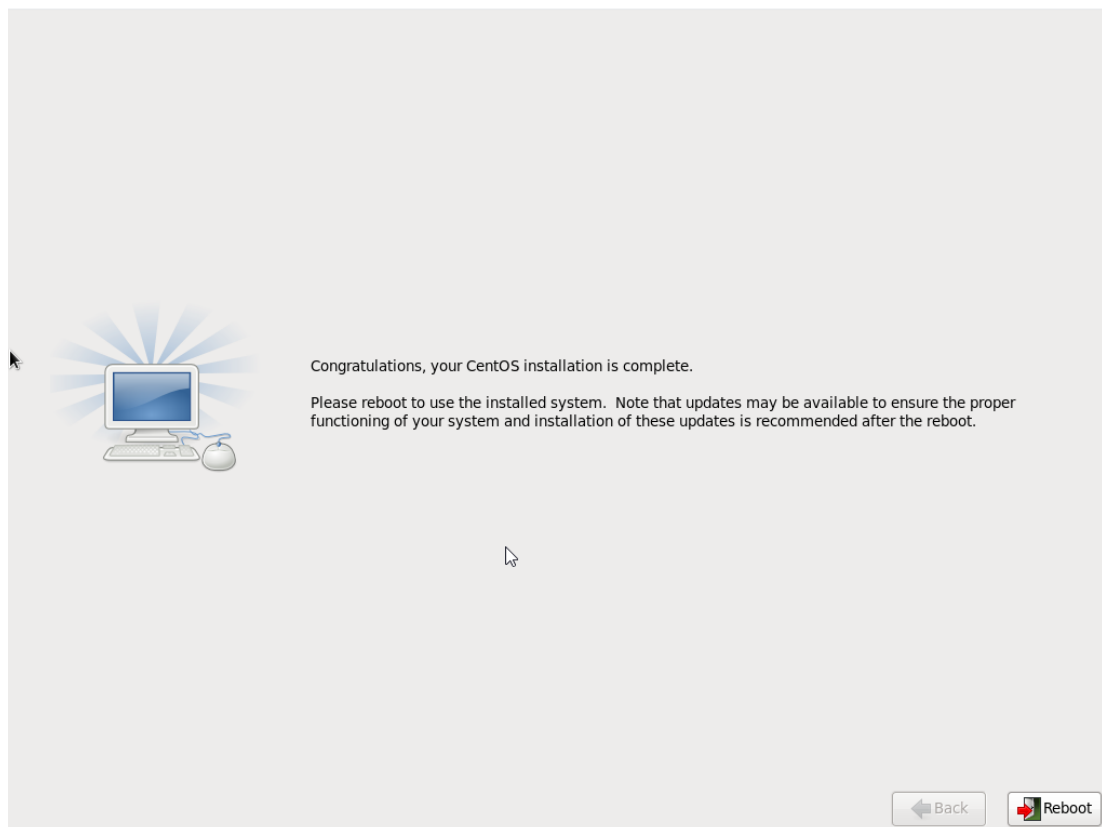 Congratulations, your CentOS installation is complete.
Please reboot to use the installed system.  Note that updates may be available to ensure the proper
functioning of your system and installation of these updates is recommended after the reboot.
Back
Reboot